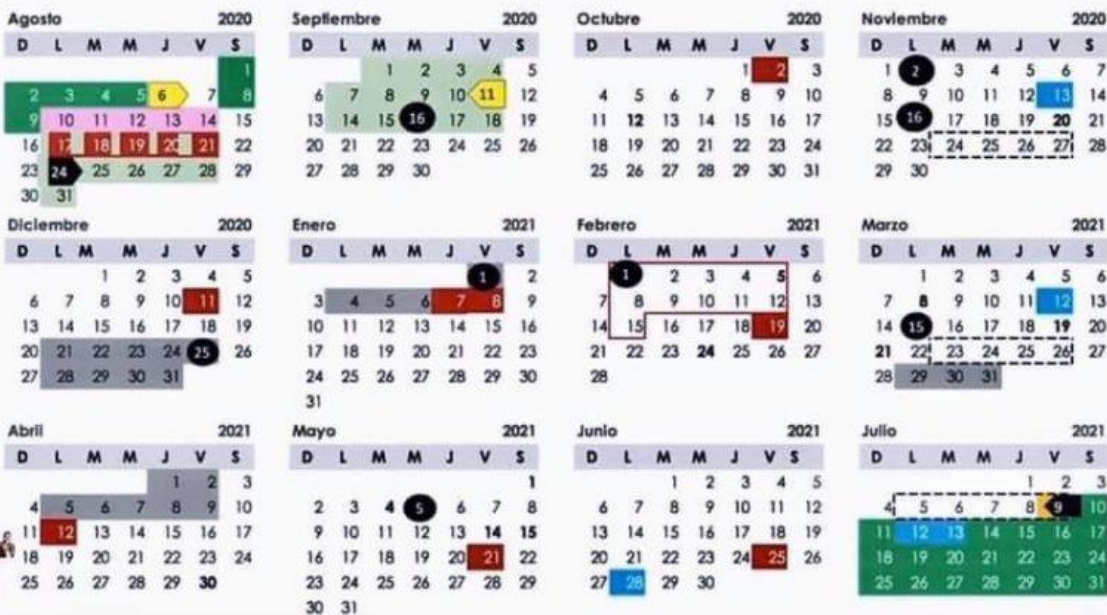 Agosto 2020
D L M M J V S
1
2 3 4 5 6 7 8
9 10 11 12 13 14 15
16 17 18 19 20 21 22
23 24 25 26 27 28 29
30 31
Septiembre 2020
D L M M J V S
1 2 3 4 5
6 7 8 9 10 11 12
13 14 15 16 17 18 19
20 21 22 23 24 25 26
27 28 29 30
Octubre 2020
D L M M J V S
1 2 3
4 5 6 7 8 9 10
11 12 13 14 15 16 17
18 19 20 21 22 23 24
25 26 27 28 29 30 31
Noviembre 2020
D L M M J V S
1 2 3 4 5 6 7
8 9 10 11 12 13 14
15 16 17 18 19 20 21
22 23 24 25 26 27 28
29 30
Diciembre 2020
D L M M J V S
1 2 3 4 5
6 7 8 9 10 11 12
13 14 15 16 17 18 19
20 21 22 23 24 25 26
27 28 29 30 31
Enero 2021
D L M M J V S
1 2
3 4 5 6 7 8 9
10 11 12 13 14 15 16
17 18 19 20 21 22 23
24 25 26 27 28 29 30
31
Febrero 2021
D L M M J V S
1 2 3 4 5 6
7 8 9 10 11 12 13
14 15 16 17 18 19 20
21 22 23 24 25 26 27
28
Marzo 2021
D L M M J V S
1 2 3 4 5 6
7 8 9 10 11 12 13
14 15 16 17 18 19 20
21 22 23 24 25 26 27
28 29 30 31
Abril 2021
D L M M J V S
1 2 3
4 5 6 7 8 9 10
11 12 13 14 15 16 17
18 19 20 21 22 23 24
25 26 27 28 29 30
Mayo 2021
D L M M J V S
1
2 3 4 5 6 7 8
9 10 11 12 13 14 15
16 17 18 19 20 21 22
23 24 25 26 27 28 29
30 31
Junio 2021
D L M M J V S
1 2 3 4 5
6 7 8 9 10 11 12
13 14 15 16 17 18 19
20 21 22 23 24 25 26
27 28 29 30
Julio 2021
D L M M J V S
1 2 3
4 5 6 7 8 9 10
11 12 13 14 15 16 17
18 19 20 21 22 23 24
25 26 27 28 29 30 31